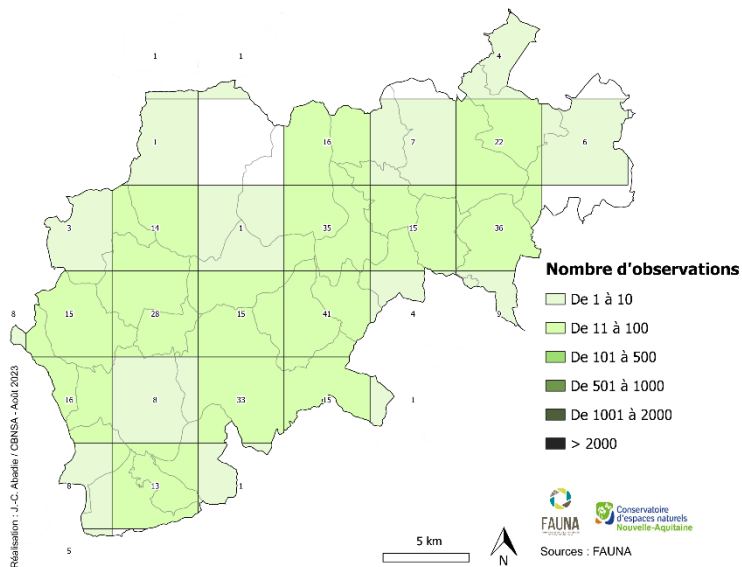 1 1
4
1 16 7 22 6
3 14 1 35 15 36
8 15 28 15 41 4 9
16 8 33 15 1
8 13 1
5
Nombre d'observations
De 1 à 10
De 11 à 100
De 101 à 500
De 501 à 1000
De 1001 à 2000
> 2000
Réalisation : J.-C. Abadie / CBNSA - Août 2023
5 km
N
FAUNA
Conservatoire
d'espaces naturels
Nouvelle-Aquitaine
Sources : FAUNA